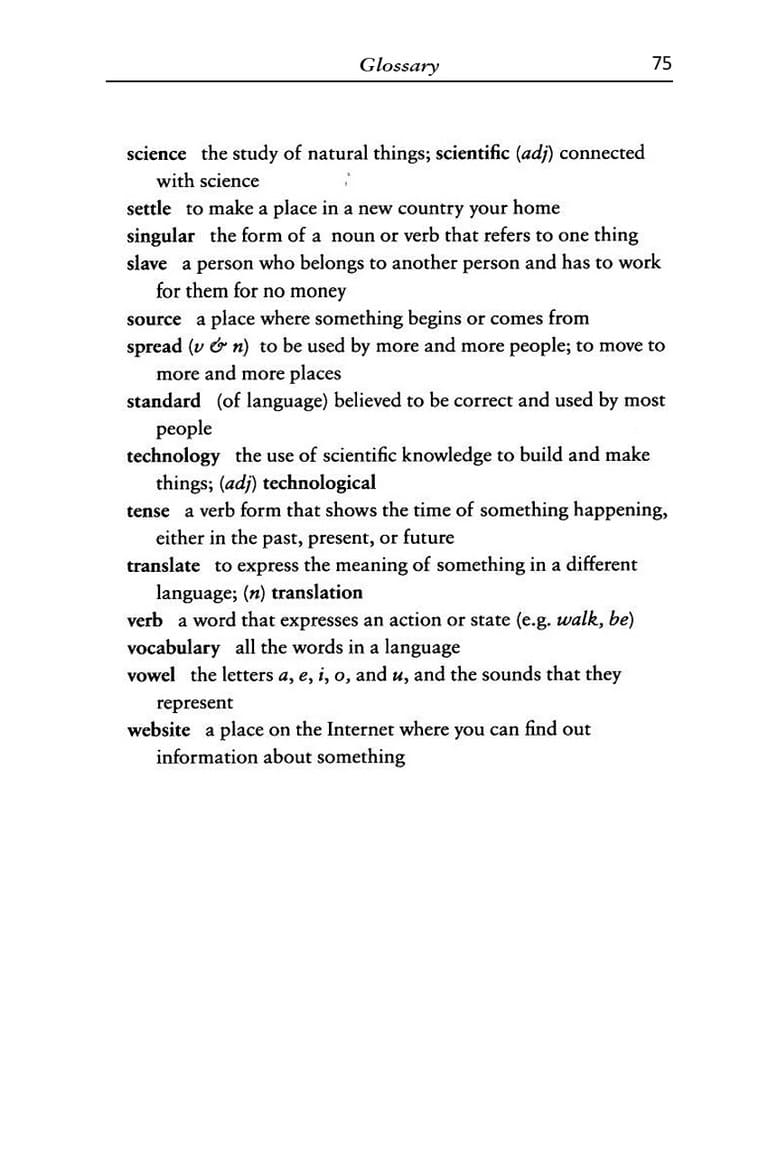 Glossary 75
science the study of natural things; scientific (adj) connected
with science
settle to make a place in a new country your home
singular the form of a noun or verb that refers to one thing
slave a person who belongs to another person and has to work
for them for no money
source a place where something begins or comes from
spread (v & n) to be used by more and more people; to move to
more and more places
standard (of language) believed to be correct and used by most
people
technology the use of scientific knowledge to build and make
things; (adj) technological
tense a verb form that shows the time of something happening,
either in the past, present, or future
translate to express the meaning of something in a different
language; (n) translation
verb a word that expresses an action or state (e.g. walk, be)
vocabulary all the words in a language
vowel the letters a, e, i, o, and u, and the sounds that they
represent
website a place on the Internet where you can find out
information about something